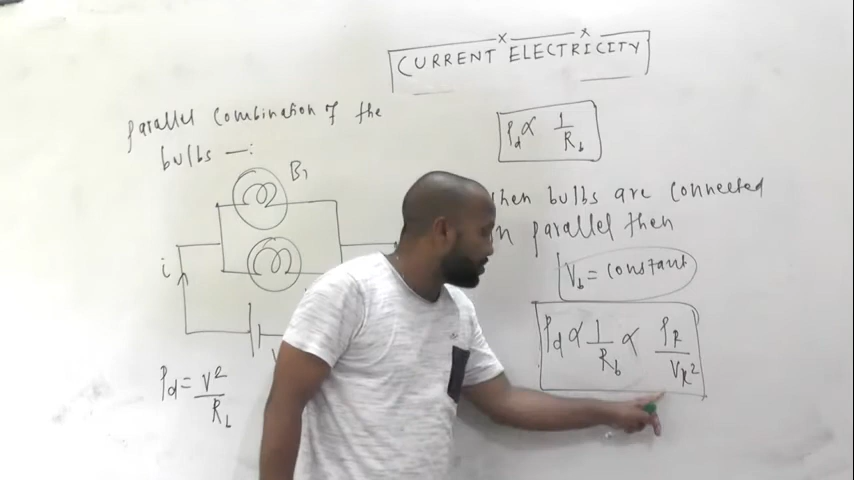 CURRENT ELECTRICITY
parallel combination of the
bulbs —:
B1
i
Pd = V²/Rb
Pd ∝ 1/Rb
hen bulbs are connected
n parallel then
Vb = constant
Pd ∝ 1/Rb ∝ PR/VR²